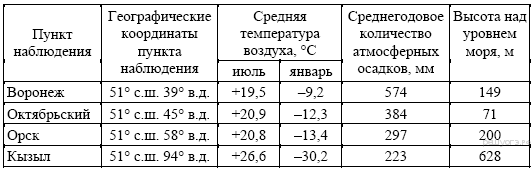 Пункт наблюдения
Географические координаты пункта наблюдения
Средняя температура воздуха, °С
июль январь
Среднегодовое количество атмосферных осадков, мм
Высота над уровнем моря, м
Воронеж 51° с.ш. 39° в.д. +19,5 –9,2 574 149
Октябрьский 51° с.ш. 45° в.д. +20,9 –12,3 384 71
Орск 51° с.ш. 58° в.д. +20,8 –13,4 297 200
Кызыл 51° с.ш. 94° в.д. +26,6 –30,2 223 628